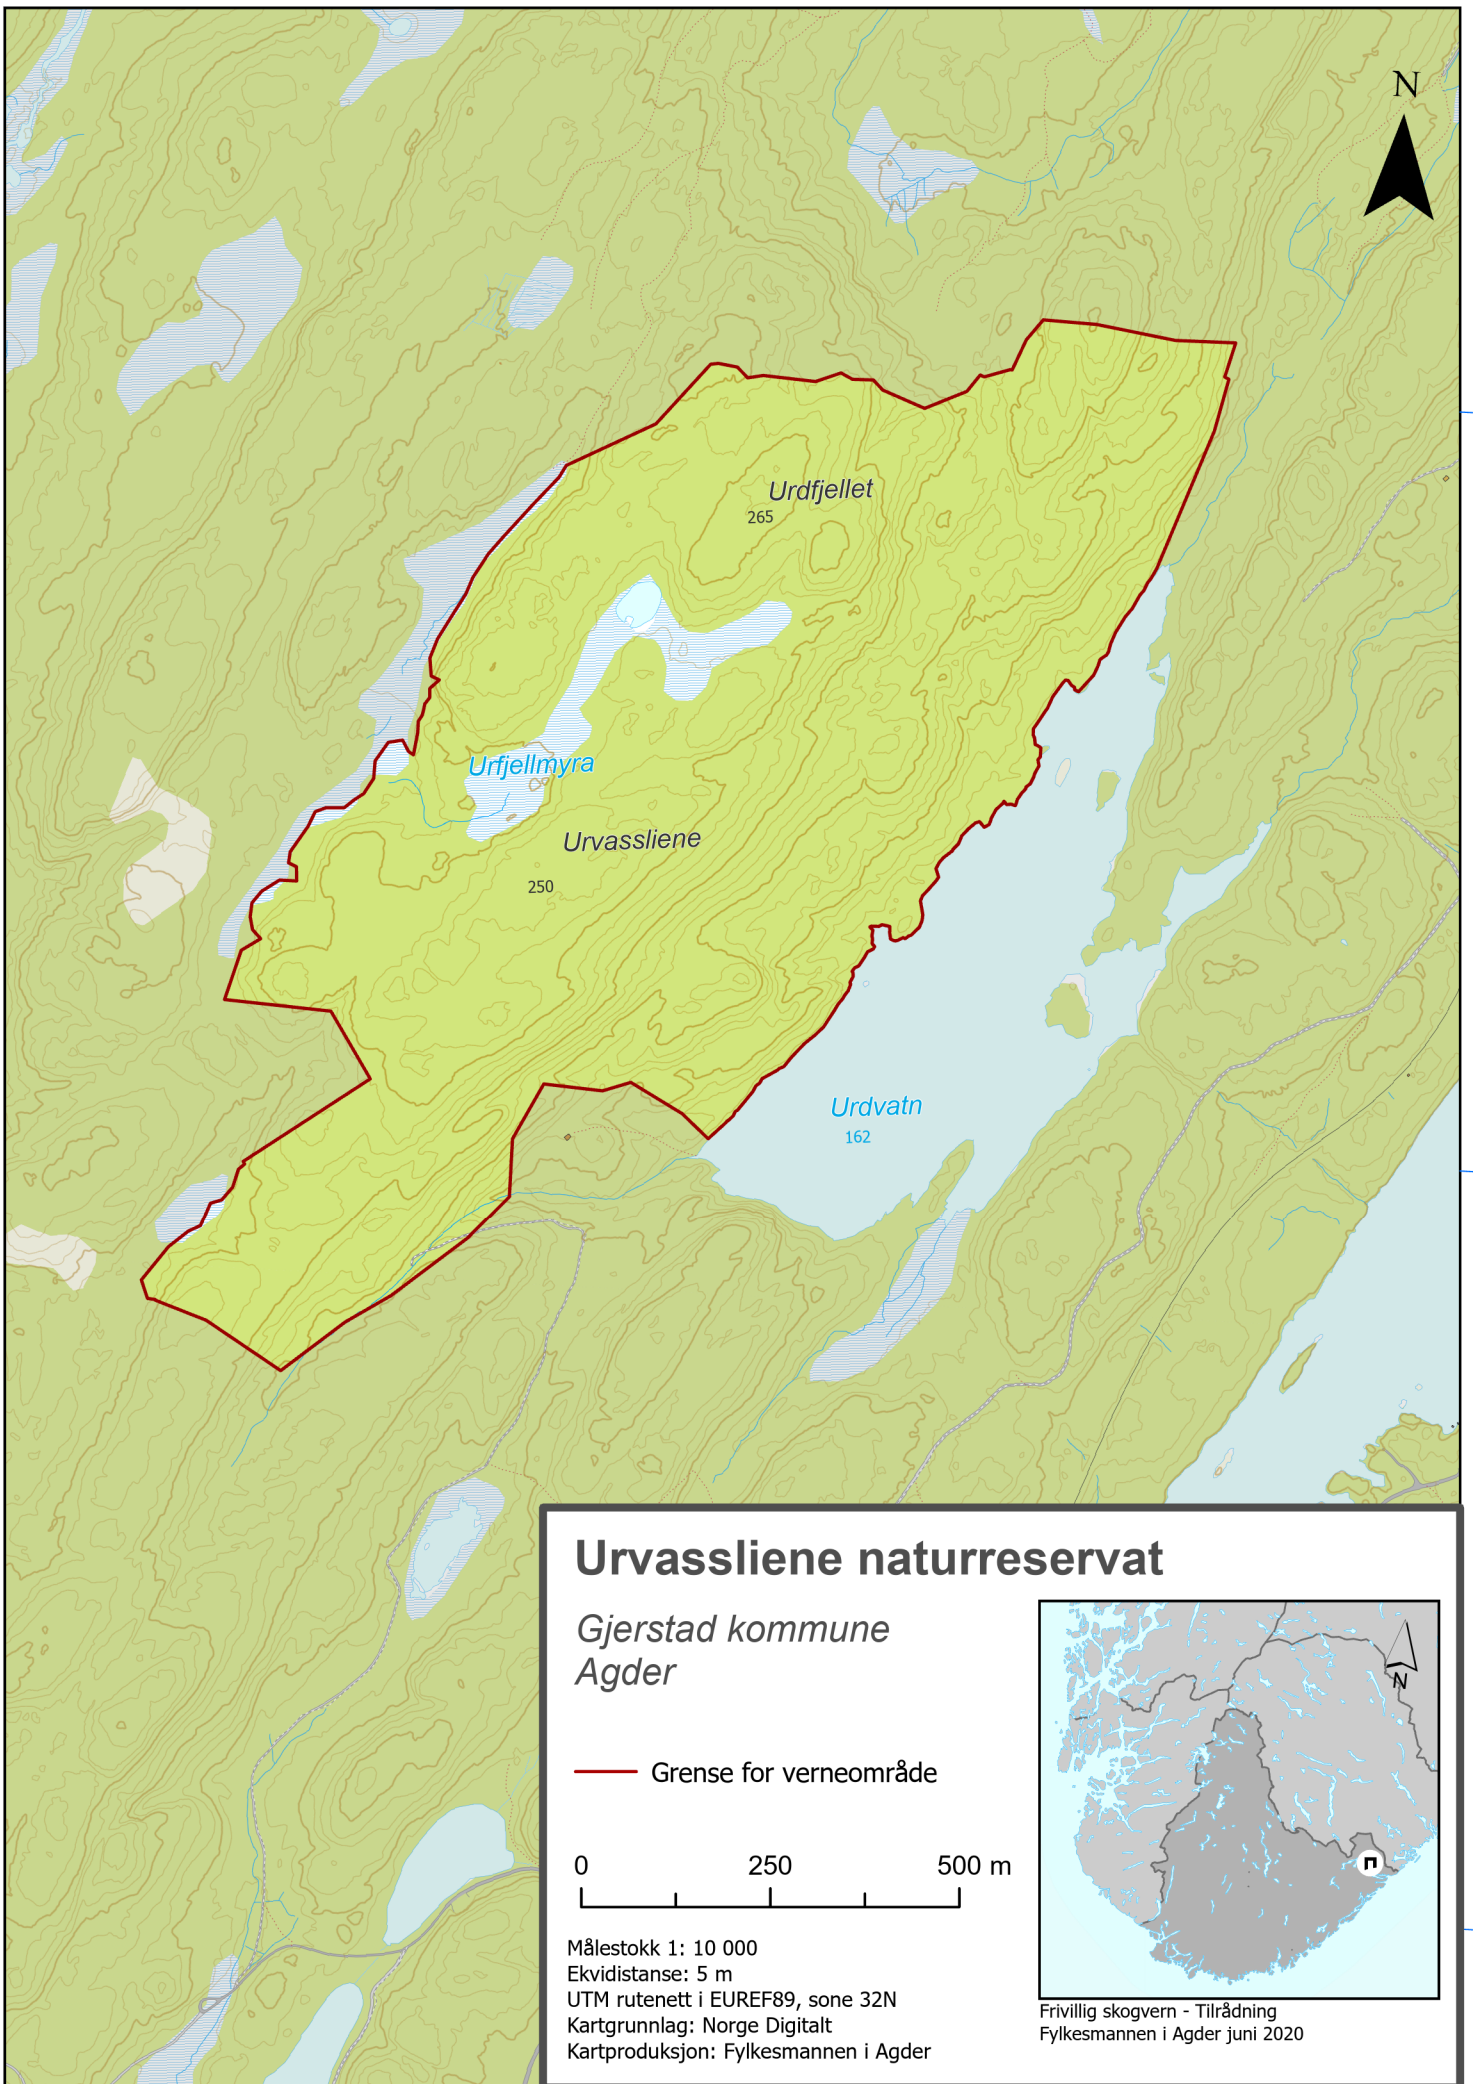 N
Urdfjellet
265
Urfjellmyra
Urvassliene
250
Urdvatn
162
Urvassliene naturreservat
Gjerstad kommune
Agder
Grense for verneområde
0 250 500 m
Målestokk 1: 10 000
Ekvidistanse: 5 m
UTM rutenett i EUREF89, sone 32N
Kartgrunnlag: Norge Digitalt
Kartproduksjon: Fylkesmannen i Agder
N
Frivillig skogvern - Tilrådning
Fylkesmannen i Agder juni 2020